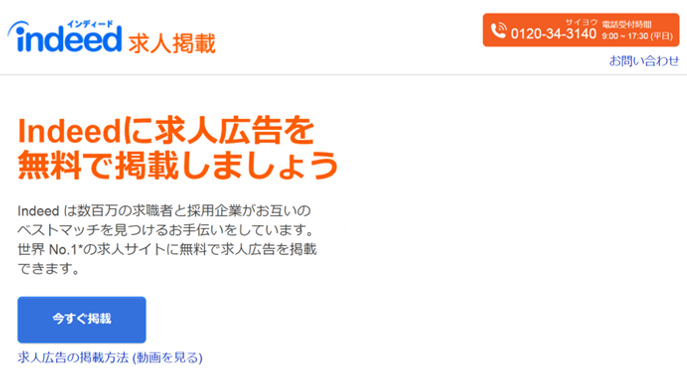 インディード
indeed 求人掲載
サイヨウ
0120-34-3140
電話受付時間
9:00 ~ 17:30 (平日)
お問い合わせ
Indeedに求人広告を
無料で掲載しましょう
Indeed は数百万の求職者と採用企業がお互いの
ベストマッチを見つけるお手伝いをしています。
世界 No.1*の求人サイトに無料で求人広告を掲載
できます。
今すぐ掲載
求人広告の掲載方法 (動画を見る)